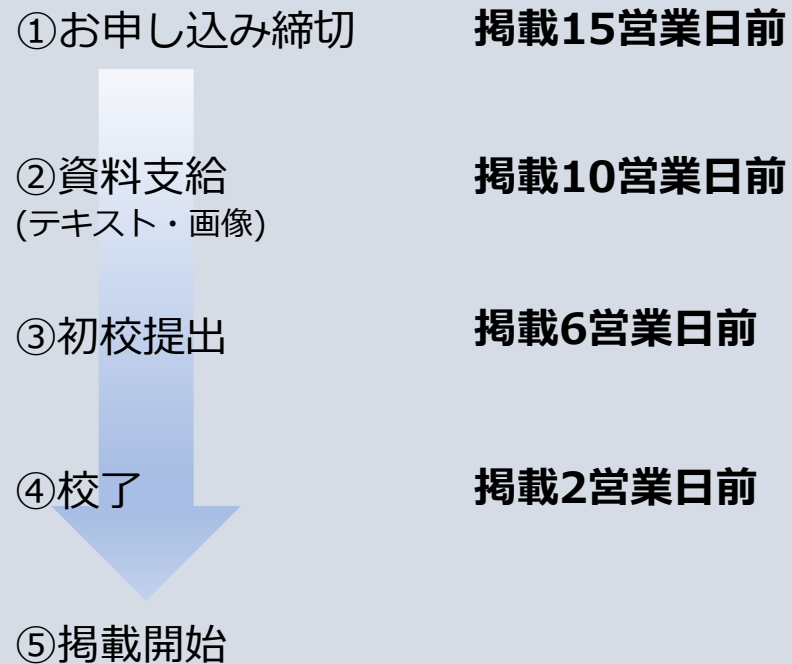 ①お申し込み締切 掲載15営業日前
②資料支給 掲載10営業日前
(テキスト・画像)
③初校提出 掲載6営業日前
④校了 掲載2営業日前
⑤掲載開始